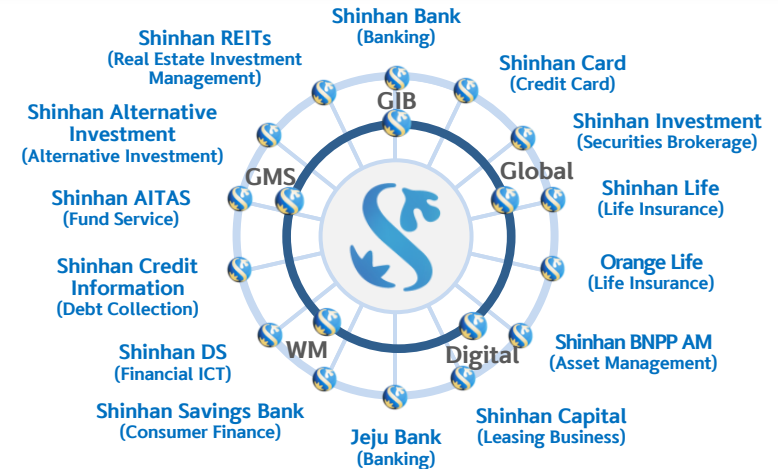 Shinhan Bank
(Banking)
Shinhan Card
(Credit Card)
Shinhan Investment
(Securities Brokerage)
Shinhan Life
(Life Insurance)
Orange Life
(Life Insurance)
Shinhan BNPP AM
(Asset Management)
Shinhan Capital
(Leasing Business)
Jeju Bank
(Banking)
Shinhan Savings Bank
(Consumer Finance)
Shinhan DS
(Financial ICT)
Shinhan Credit
Information
(Debt Collection)
Shinhan AITAS
(Fund Service)
Shinhan Alternative
Investment
(Alternative Investment)
Shinhan REITs
(Real Estate Investment
Management)
GIB
Global
Digital
WM
GMS